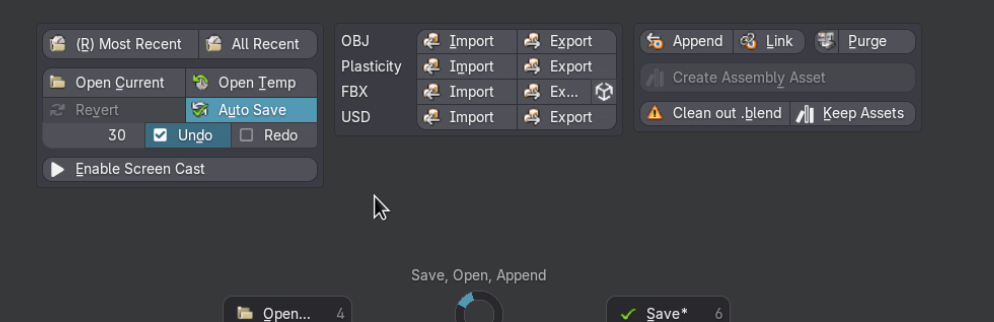 (R) Most Recent All Recent
Open Current Open Temp
Revert Auto Save
30 Undo Redo
Enable Screen Cast
OBJ Import Export
Plasticity Import Export
FBX Import Ex...
USD Import Export
Append Link Purge
Create Assembly Asset
Clean out .blend Keep Assets
Save, Open, Append
Open... 4
Save* 6